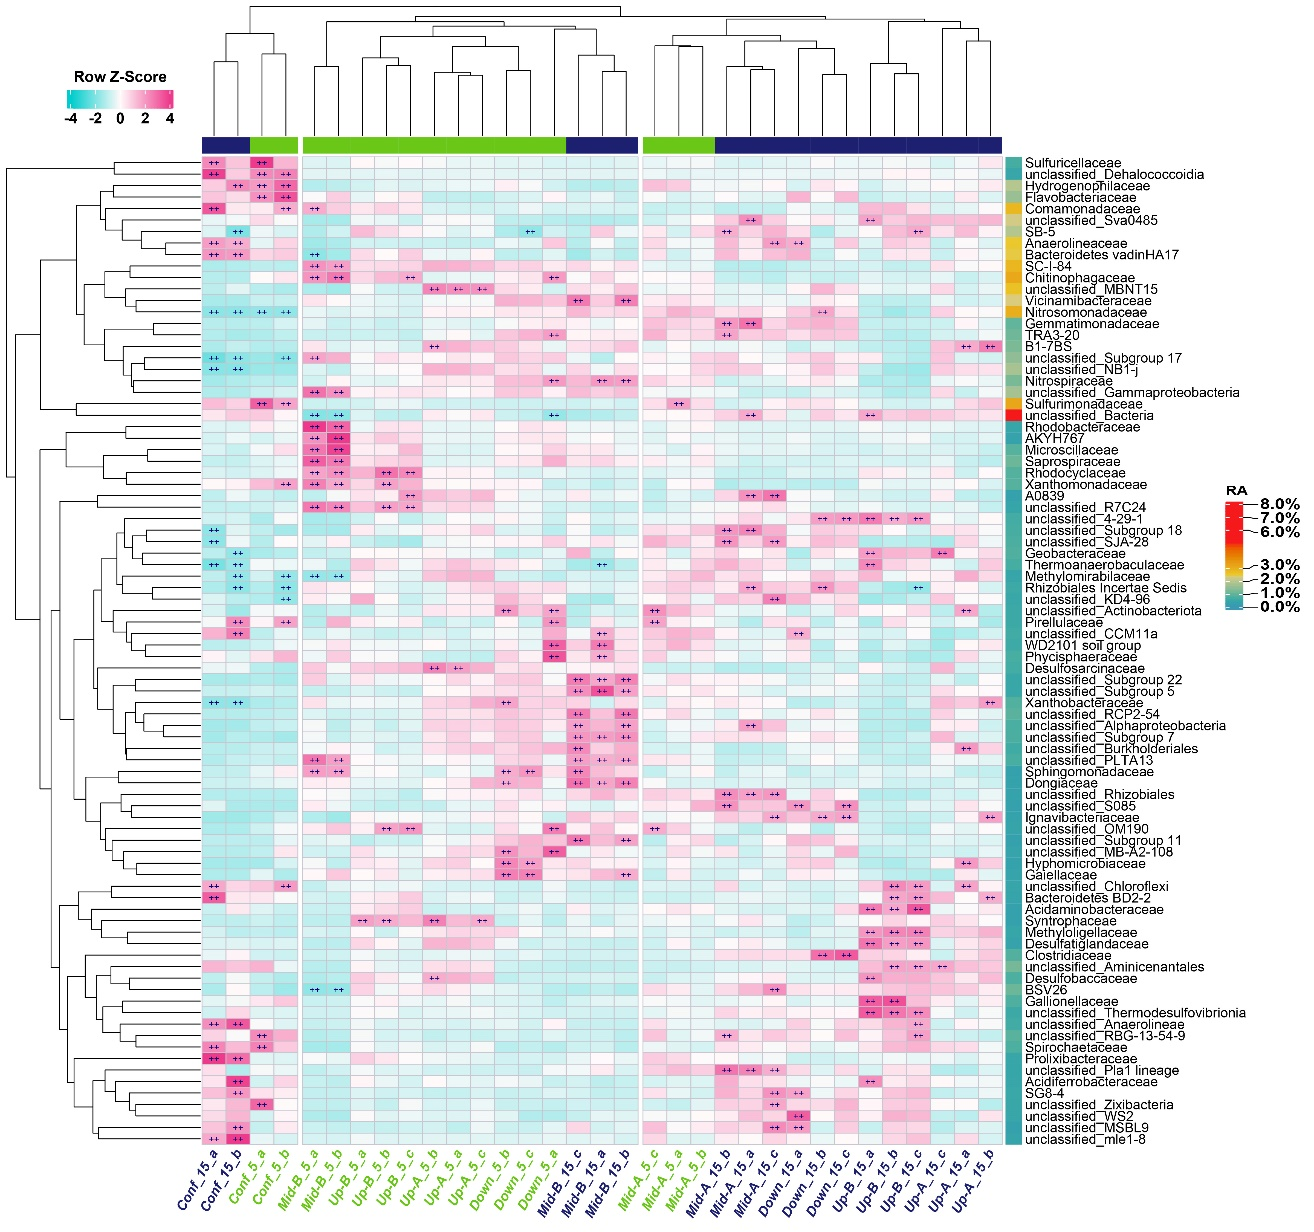 Row Z-Score
-4 -2 0 2 4
Sulfuricellaceae
unclassified_Dehalococcoidia
Hydrogenophilaceae
Flavobacteriaceae
Comamonadaceae
unclassified_Sva0485
SB-5
Anaerolineaceae
Bacteroidetes vadinHA17
SC-I-84
Chitinophagaceae
unclassified_MBNT15
Vicinamibacteraceae
Nitrosomonadaceae
Gemmatimonadaceae
TRA3-20
B1-7BS
unclassified_Subgroup 17
unclassified_NB1-j
Nitrospiraceae
unclassified_Gammaproteobacteria
Sulfurimonadaceae
unclassified_Bacteria
Rhodobacteraceae
AKYH767
Microscillaceae
Saprospiraceae
Rhodocyclaceae
Xanthomonadaceae
A0839
unclassified_R7C24
unclassified_4-29-1
unclassified_Subgroup 18
unclassified_SJA-28
Geobacteraceae
Thermoanaerobaculaceae
Methylomirabilaceae
Rhizobiales Incertae Sedis
unclassified_KD4-96
unclassified_Actinobacteriota
Pirellulaceae
unclassified_CCM11a
WD2101 soil group
Phycisphaeraceae
Desulfosarcinaceae
unclassified_Subgroup 22
unclassified_Subgroup 5
Xanthobacteraceae
unclassified_RCP2-54
unclassified_Alphaproteobacteria
unclassified_Subgroup 7
unclassified_Burkholderiales
unclassified_PLTA13
Sphingomonadaceae
Dongiaceae
unclassified_Rhizobiales
unclassified_S085
Ignavibacteriaceae
unclassified_OM190
unclassified_Subgroup 11
unclassified_MB-A2-108
Hyphomicrobiaceae
Gaiellaceae
unclassified_Chloroflexi
Bacteroidetes BD2-2
Acidaminobacteraceae
Syntrophaceae
Methyloligellaceae
Desulfatiglandaceae
Clostridiaceae
unclassified_Aminicenantales
Desulfobaccaceae
BSV26
Gallionellaceae
unclassified_Thermodesulfovibrionia
unclassified_Anaerolineae
unclassified_RBG-13-54-9
Spirochaetaceae
Prolixibacteraceae
unclassified_Pla1 lineage
Acidiferrobacteraceae
SG8-4
unclassified_Zixibacteria
unclassified_WS2
unclassified_MSBL9
unclassified_mle1-8
RA
8.0%
7.0%
6.0%
3.0%
2.0%
1.0%
0.0%
Conf_15_a
Conf_15_b
Conf_5_a
Conf_5_b
Mid-B_5_a
Mid-B_5_b
Up-B_5_a
Up-B_5_b
Up-B_5_c
Up-A_5_b
Up-A_5_a
Up-A_5_c
Down_5_b
Down_5_c
Down_5_a
Mid-B_15_c
Mid-B_15_a
Mid-B_15_b
Mid-A_5_c
Mid-A_5_a
Mid-A_5_b
Mid-A_15_b
Mid-A_15_a
Mid-A_15_c
Down_15_a
Down_15_b
Down_15_c
Up-B_15_a
Up-B_15_b
Up-B_15_c
Up-A_15_c
Up-A_15_a
Up-A_15_b